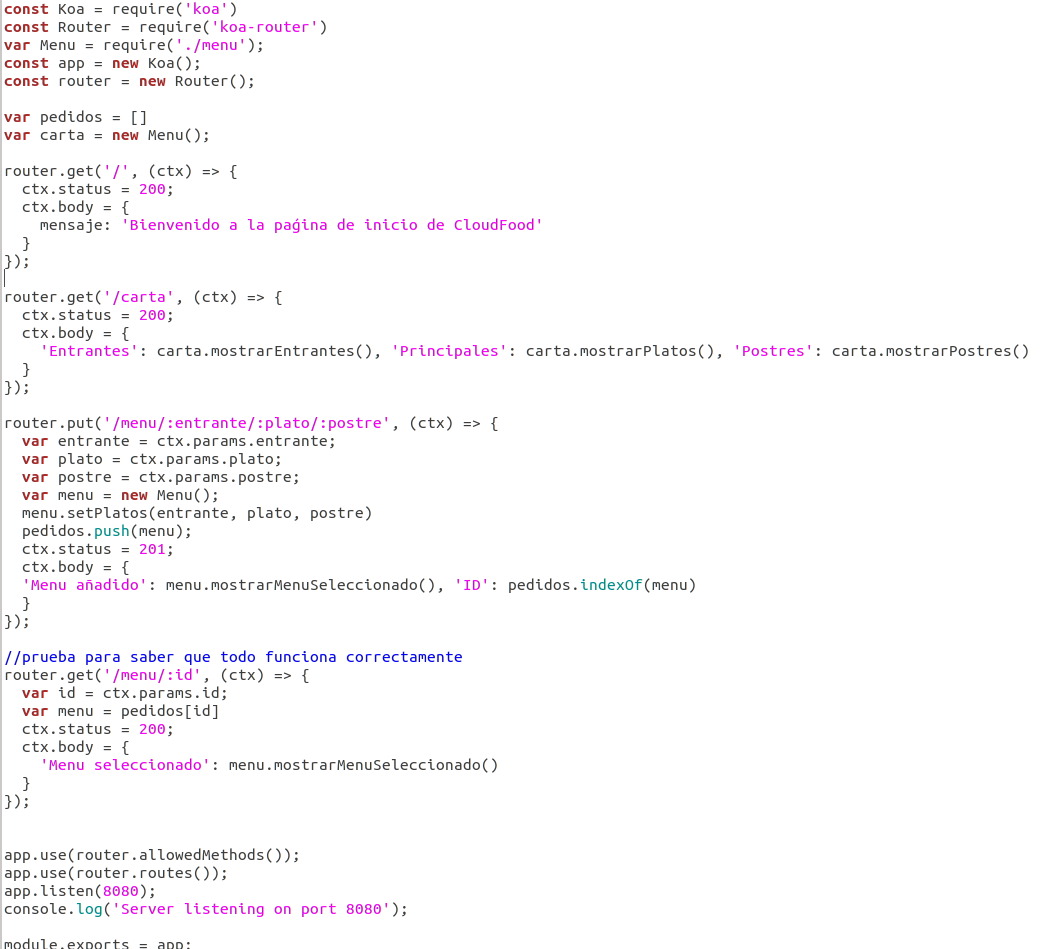 const Koa = require('koa')
const Router = require('koa-router')
var Menu = require('./menu');
const app = new Koa();
const router = new Router();

var pedidos = []
var carta = new Menu();

router.get('/', (ctx) => {
  ctx.status = 200;
  ctx.body = {
    mensaje: 'Bienvenido a la paǵina de inicio de CloudFood'
  }
});

router.get('/carta', (ctx) => {
  ctx.status = 200;
  ctx.body = {
    'Entrantes': carta.mostrarEntrantes(), 'Principales': carta.mostrarPlatos(), 'Postres': carta.mostrarPostres()
  }
});

router.put('/menu/:entrante/:plato/:postre', (ctx) => {
  var entrante = ctx.params.entrante;
  var plato = ctx.params.plato;
  var postre = ctx.params.postre;
  var menu = new Menu();
  menu.setPlatos(entrante, plato, postre)
  pedidos.push(menu);
  ctx.status = 201;
  ctx.body = {
  'Menu añadido': menu.mostrarMenuSeleccionado(), 'ID': pedidos.indexOf(menu)
  }
});

//prueba para saber que todo funciona correctamente
router.get('/menu/:id', (ctx) => {
  var id = ctx.params.id;
  var menu = pedidos[id]
  ctx.status = 200;
  ctx.body = {
    'Menu seleccionado': menu.mostrarMenuSeleccionado()
  }
});


app.use(router.allowedMethods());
app.use(router.routes());
app.listen(8080);
console.log('Server listening on port 8080');

module.exports = app;